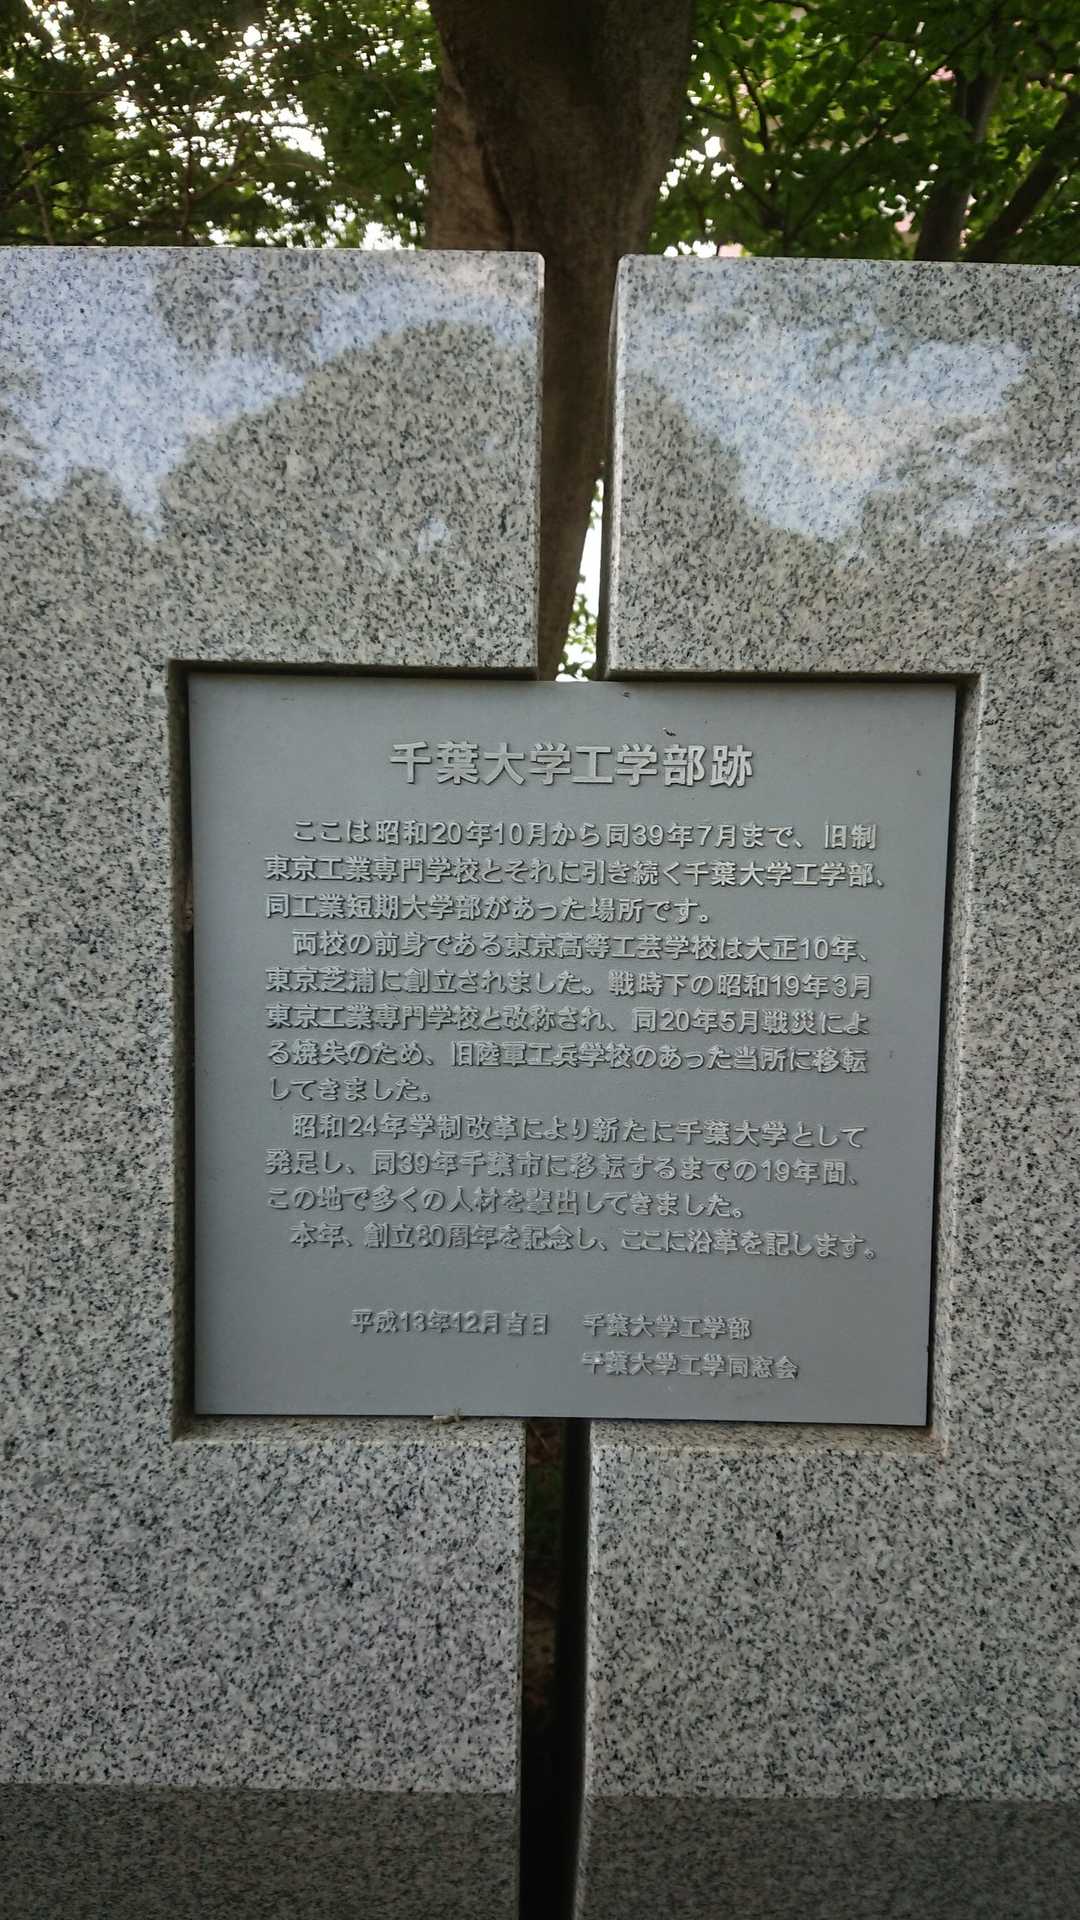 千葉大学工学部跡
ここは昭和20年10月から同39年7月まで、旧制
東京工業専門学校とそれに引き続く千葉大学工学部、
同工業短期大学部があった場所です。
両校の前身である東京高等工芸学校は大正10年、
東京芝浦に創立されました。戦時下の昭和19年3月
東京工業専門学校と改称され、同20年5月戦災によ
る焼失のため、旧陸軍工兵学校のあった当所に移転
してきました。
昭和24年学制改革により新たに千葉大学として
発足し、同39年千葉市に移転するまでの19年間、
この地で多くの人材を輩出してきました。
本年、創立80周年を記念し、ここに沿革を記します。
平成13年12月吉日 千葉大学工学部
千葉大学工学同窓会